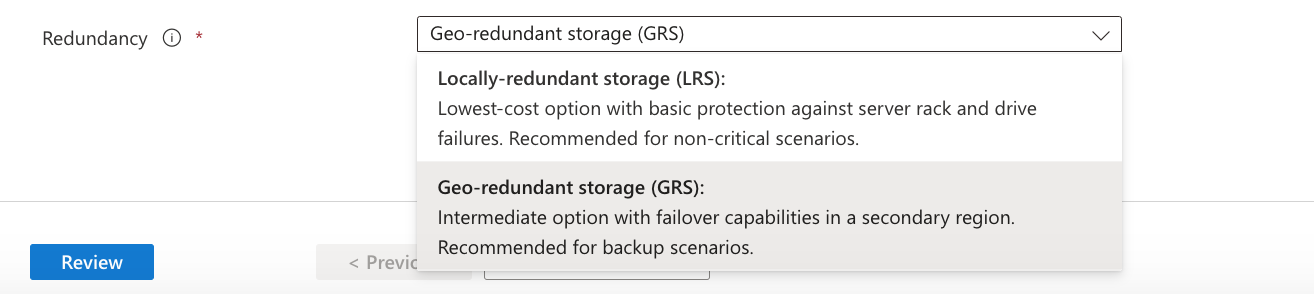 Redundancy ⓘ *
Geo-redundant storage (GRS)
Locally-redundant storage (LRS):
Lowest-cost option with basic protection against server rack and drive
failures. Recommended for non-critical scenarios.
Geo-redundant storage (GRS):
Intermediate option with failover capabilities in a secondary region.
Recommended for backup scenarios.
Review
<